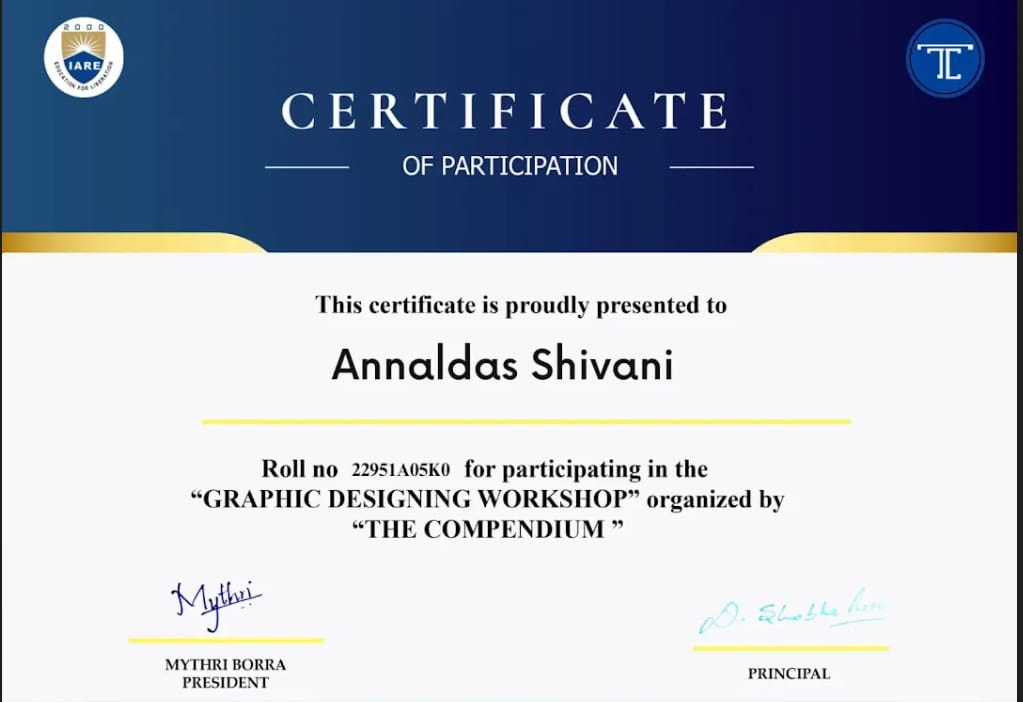 2000
IARE
EDUCATION FOR LIBERATION
TC
CERTIFICATE
OF PARTICIPATION
This certificate is proudly presented to
Annaldas Shivani
Roll no 22951A05K0 for participating in the
“GRAPHIC DESIGNING WORKSHOP” organized by
“THE COMPENDIUM ”
Mythri
D. Shobha Rani
MYTHRI BORRA
PRESIDENT
PRINCIPAL